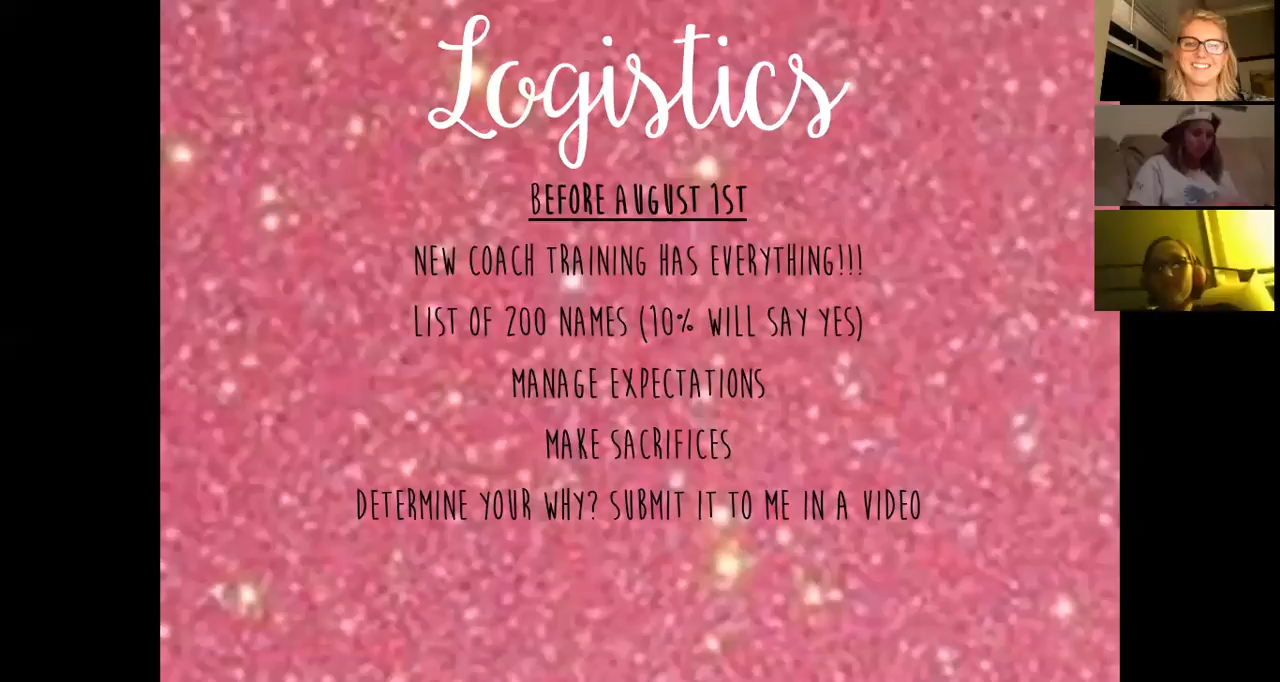 Logistics
BEFORE AUGUST 1ST
NEW COACH TRAINING HAS EVERYTHING!!!
LIST OF 200 NAMES (10% WILL SAY YES)
MANAGE EXPECTATIONS
MAKE SACRIFICES
DETERMINE YOUR WHY? SUBMIT IT TO ME IN A VIDEO